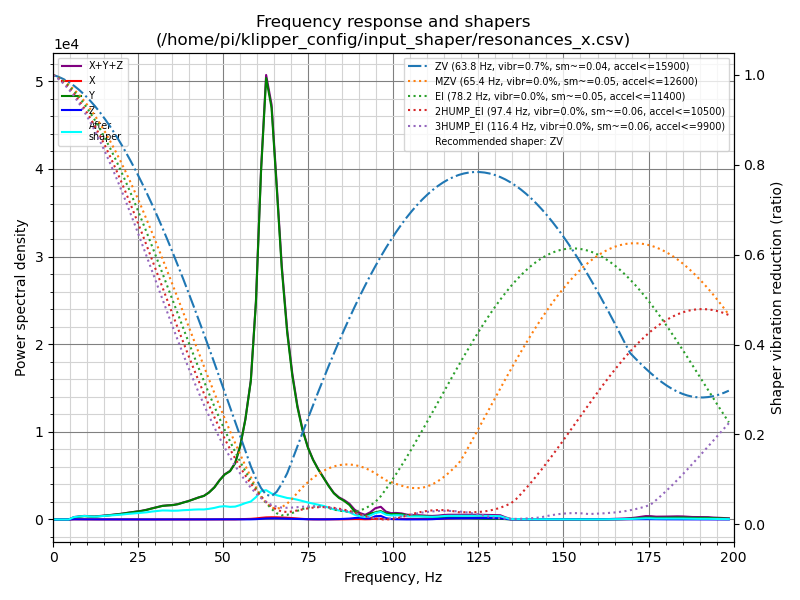 Frequency response and shapers
(/home/pi/klipper_config/input_shaper/resonances_x.csv)
1e4
X+Y+Z
X
Y
Z
After
shaper
ZV (63.8 Hz, vibr=0.7%, sm~=0.04, accel<=15900)
MZV (65.4 Hz, vibr=0.0%, sm~=0.05, accel<=12600)
EI (78.2 Hz, vibr=0.0%, sm~=0.05, accel<=11400)
2HUMP_EI (97.4 Hz, vibr=0.0%, sm~=0.06, accel<=10500)
3HUMP_EI (116.4 Hz, vibr=0.0%, sm~=0.06, accel<=9900)
Recommended shaper: ZV
5
4
3
2
1
0
Power spectral density
1.0
0.8
0.6
0.4
0.2
0.0
Shaper vibration reduction (ratio)
0 25 50 75 100 125 150 175 200
Frequency, Hz